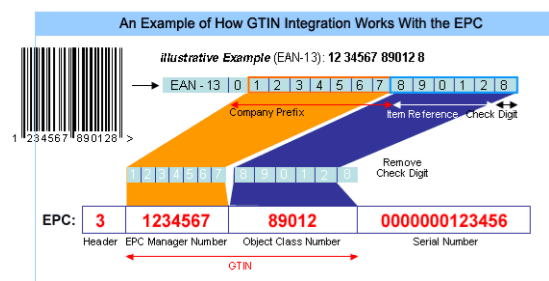 An Example of How GTIN Integration Works With the EPC
illustrative Example (EAN-13): 12 34567 89012 8
EAN - 13 0 1 2 3 4 5 6 7 8 9 0 1 2 8
1 234567 890128 >
Company Prefix Item Reference Check Digit
1 2 3 4 5 6 7 8 9 0 1 2 8
Remove
Check Digit
EPC: 3 1234567 89012 0000000123456
Header EPC Manager Number Object Class Number Serial Number
GTIN